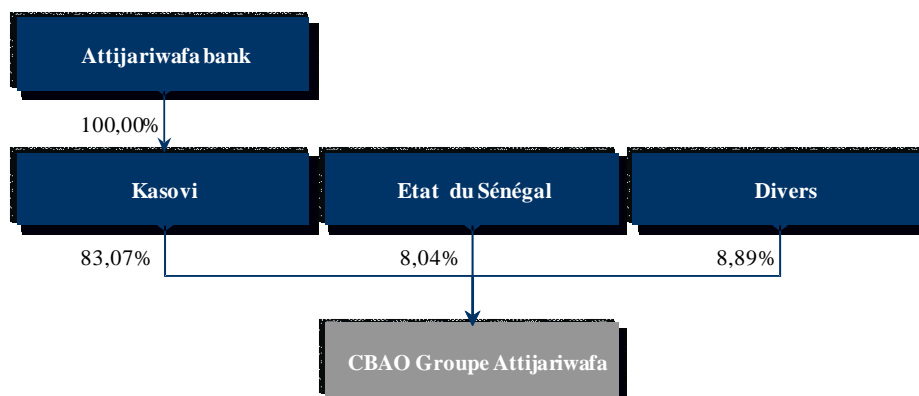 Attijariwafa bank
100,00%
Kasovi
Etat du Sénégal
Divers
83,07%
8,04%
8,89%
CBAO Groupe Attijariwafa